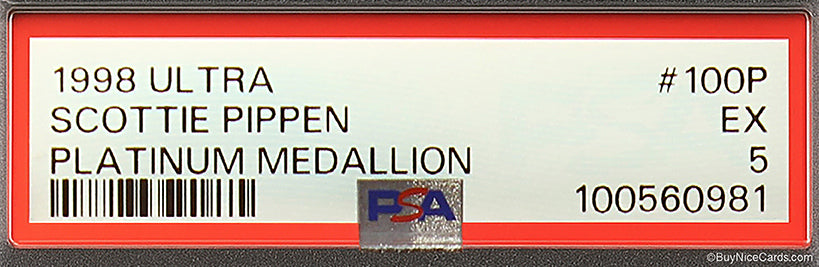 1998 ULTRA #100P
SCOTTIE PIPPEN EX
PLATINUM MEDALLION 5
PSA 100560981
©BuyNiceCards.com